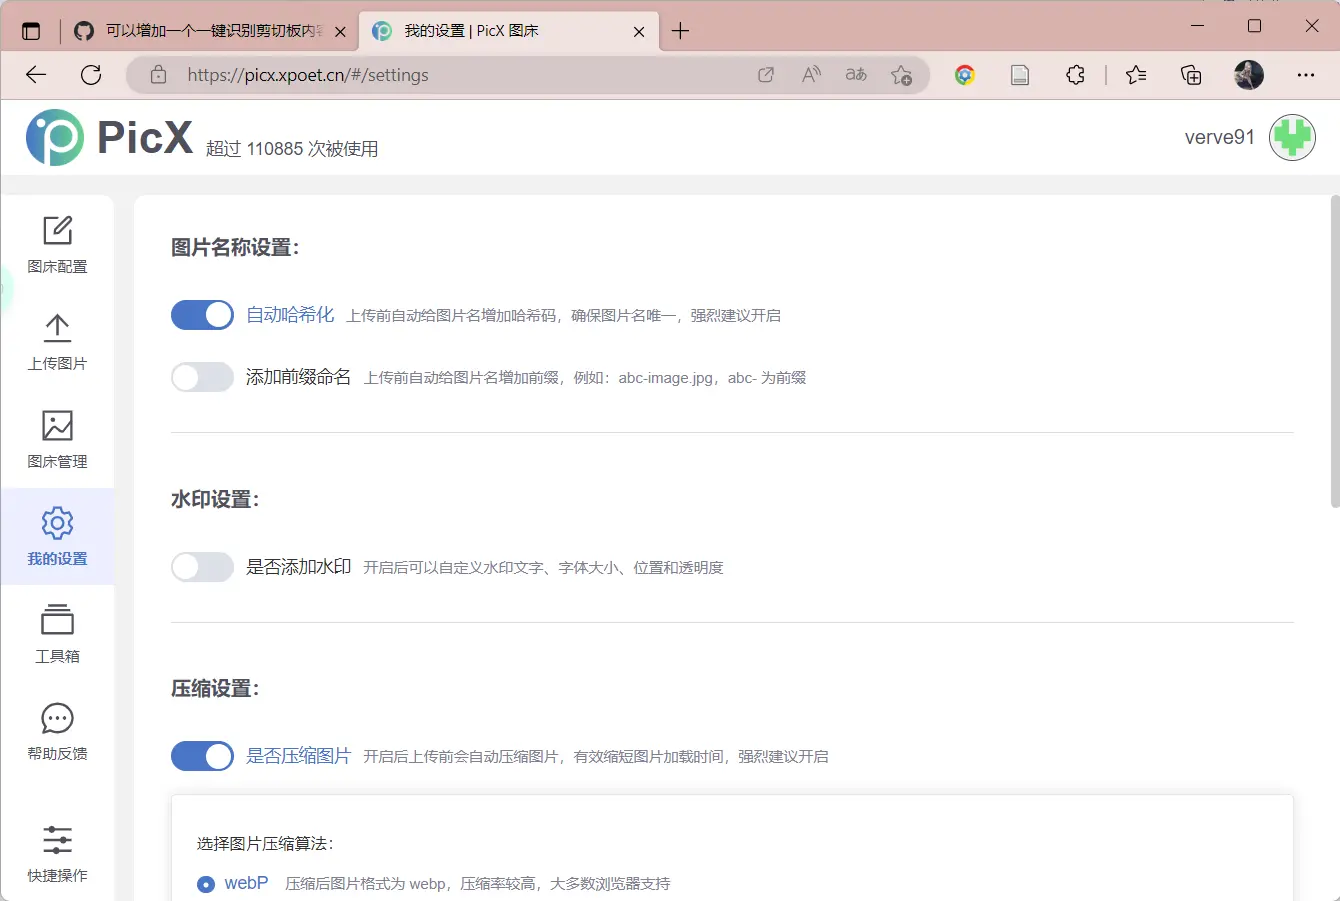 可以增加一个一键识别剪切板内容
我的设置 | PicX 图床
https://picx.xpoet.cn/#/settings
PicX 超过 110885 次被使用
verve91
图床配置
上传图片
图床管理
我的设置
工具箱
帮助反馈
快捷操作
图片名称设置：
自动哈希化 上传前自动给图片名增加哈希码，确保图片名唯一，强烈建议开启
添加前缀命名 上传前自动给图片名增加前缀，例如：abc-image.jpg，abc- 为前缀
水印设置：
是否添加水印 开启后可以自定义水印文字、字体大小、位置和透明度
压缩设置：
是否压缩图片 开启后上传前会自动压缩图片，有效缩短图片加载时间，强烈建议开启
选择图片压缩算法：
webP 压缩后图片格式为 webp，压缩率较高，大多数浏览器支持